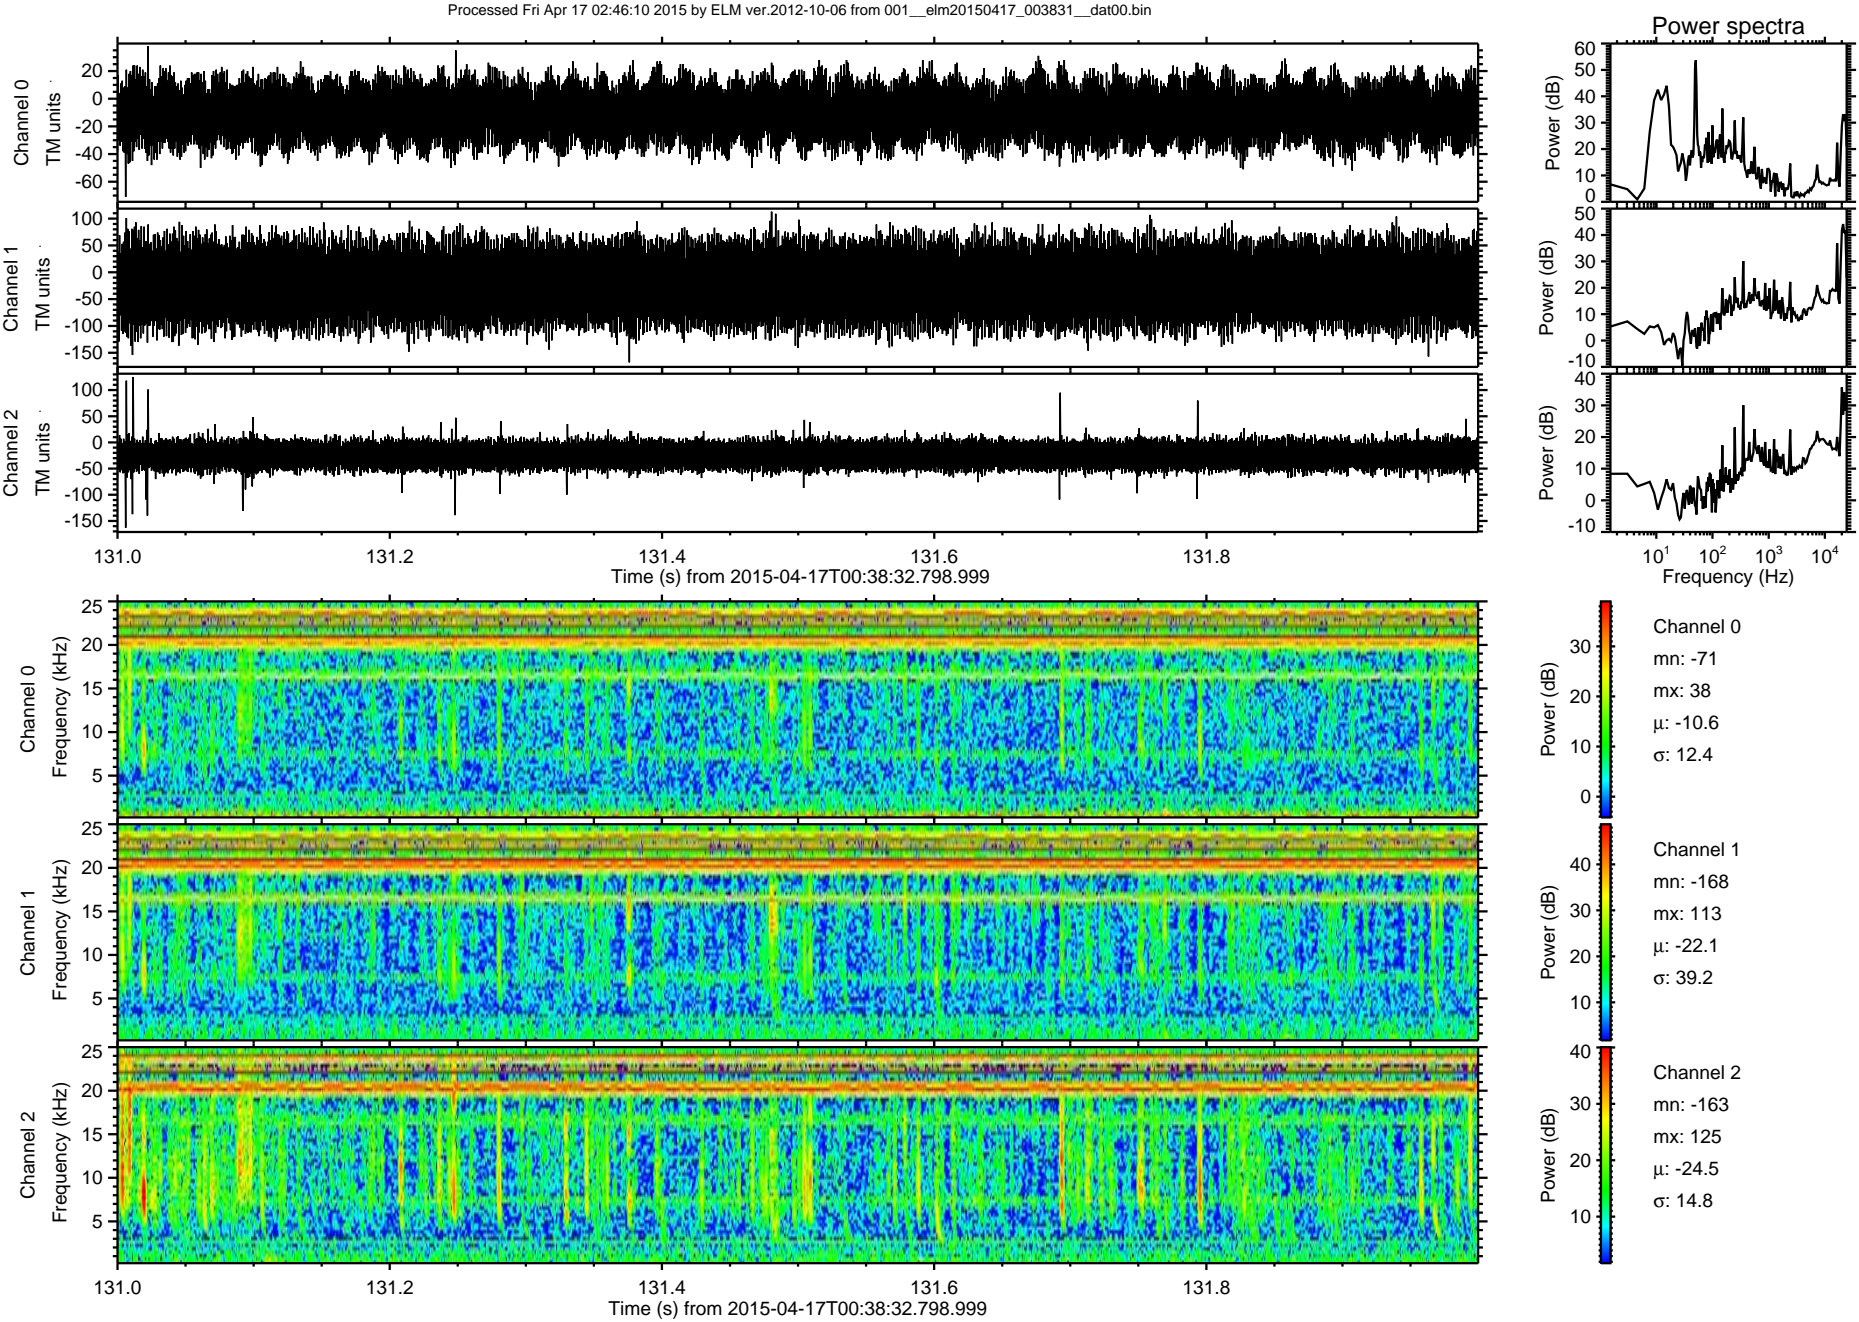 Processed Fri Apr 17 02:46:10 2015 by ELM ver.2012-10-06 from 001__elm20150417_003831__dat00.bin
Power spectra
Channel 0
TM units
20
0
-20
-40
-60
Power (dB)
60
50
40
30
20
10
0
Channel 1
TM units
100
50
0
-50
-100
-150
Power (dB)
50
40
30
20
10
0
-10
Channel 2
TM units
100
50
0
-50
-100
-150
Power (dB)
40
30
20
10
0
-10
131.0 131.2 131.4 131.6 131.8
Time (s) from 2015-04-17T00:38:32.798.999
10¹ 10² 10³ 10⁴
Frequency (Hz)
Channel 0
Frequency (kHz)
25
20
15
10
5
Power (dB)
30
20
10
0
Channel 0
mn: -71
mx: 38
μ: -10.6
σ: 12.4
Channel 1
Frequency (kHz)
25
20
15
10
5
Power (dB)
40
30
20
10
Channel 1
mn: -168
mx: 113
μ: -22.1
σ: 39.2
Channel 2
Frequency (kHz)
25
20
15
10
5
Power (dB)
40
30
20
10
Channel 2
mn: -163
mx: 125
μ: -24.5
σ: 14.8
131.0 131.2 131.4 131.6 131.8
Time (s) from 2015-04-17T00:38:32.798.999